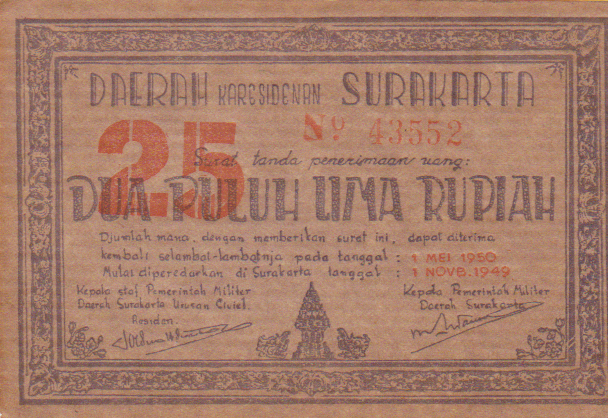 DAERAH KARESIDENAN SURAKARTA
25
No 43552
Surat tanda penerimaan uang:
DUA PULUH LIMA RUPIAH
Djumlah mana, dengan memberikan surat ini, dapat diterima
kembali selambat-lambatnja pada tanggal : 1 MEI 1950
Mulai diperedarkan di Surakarta tanggal : 1 NOVB. 1949
Kepala staf Pemerintah Militer
Daerah Surakarta Urusan Civiel.
Residen.
Kepala Pemerintah Militer
Daerah Surakarta